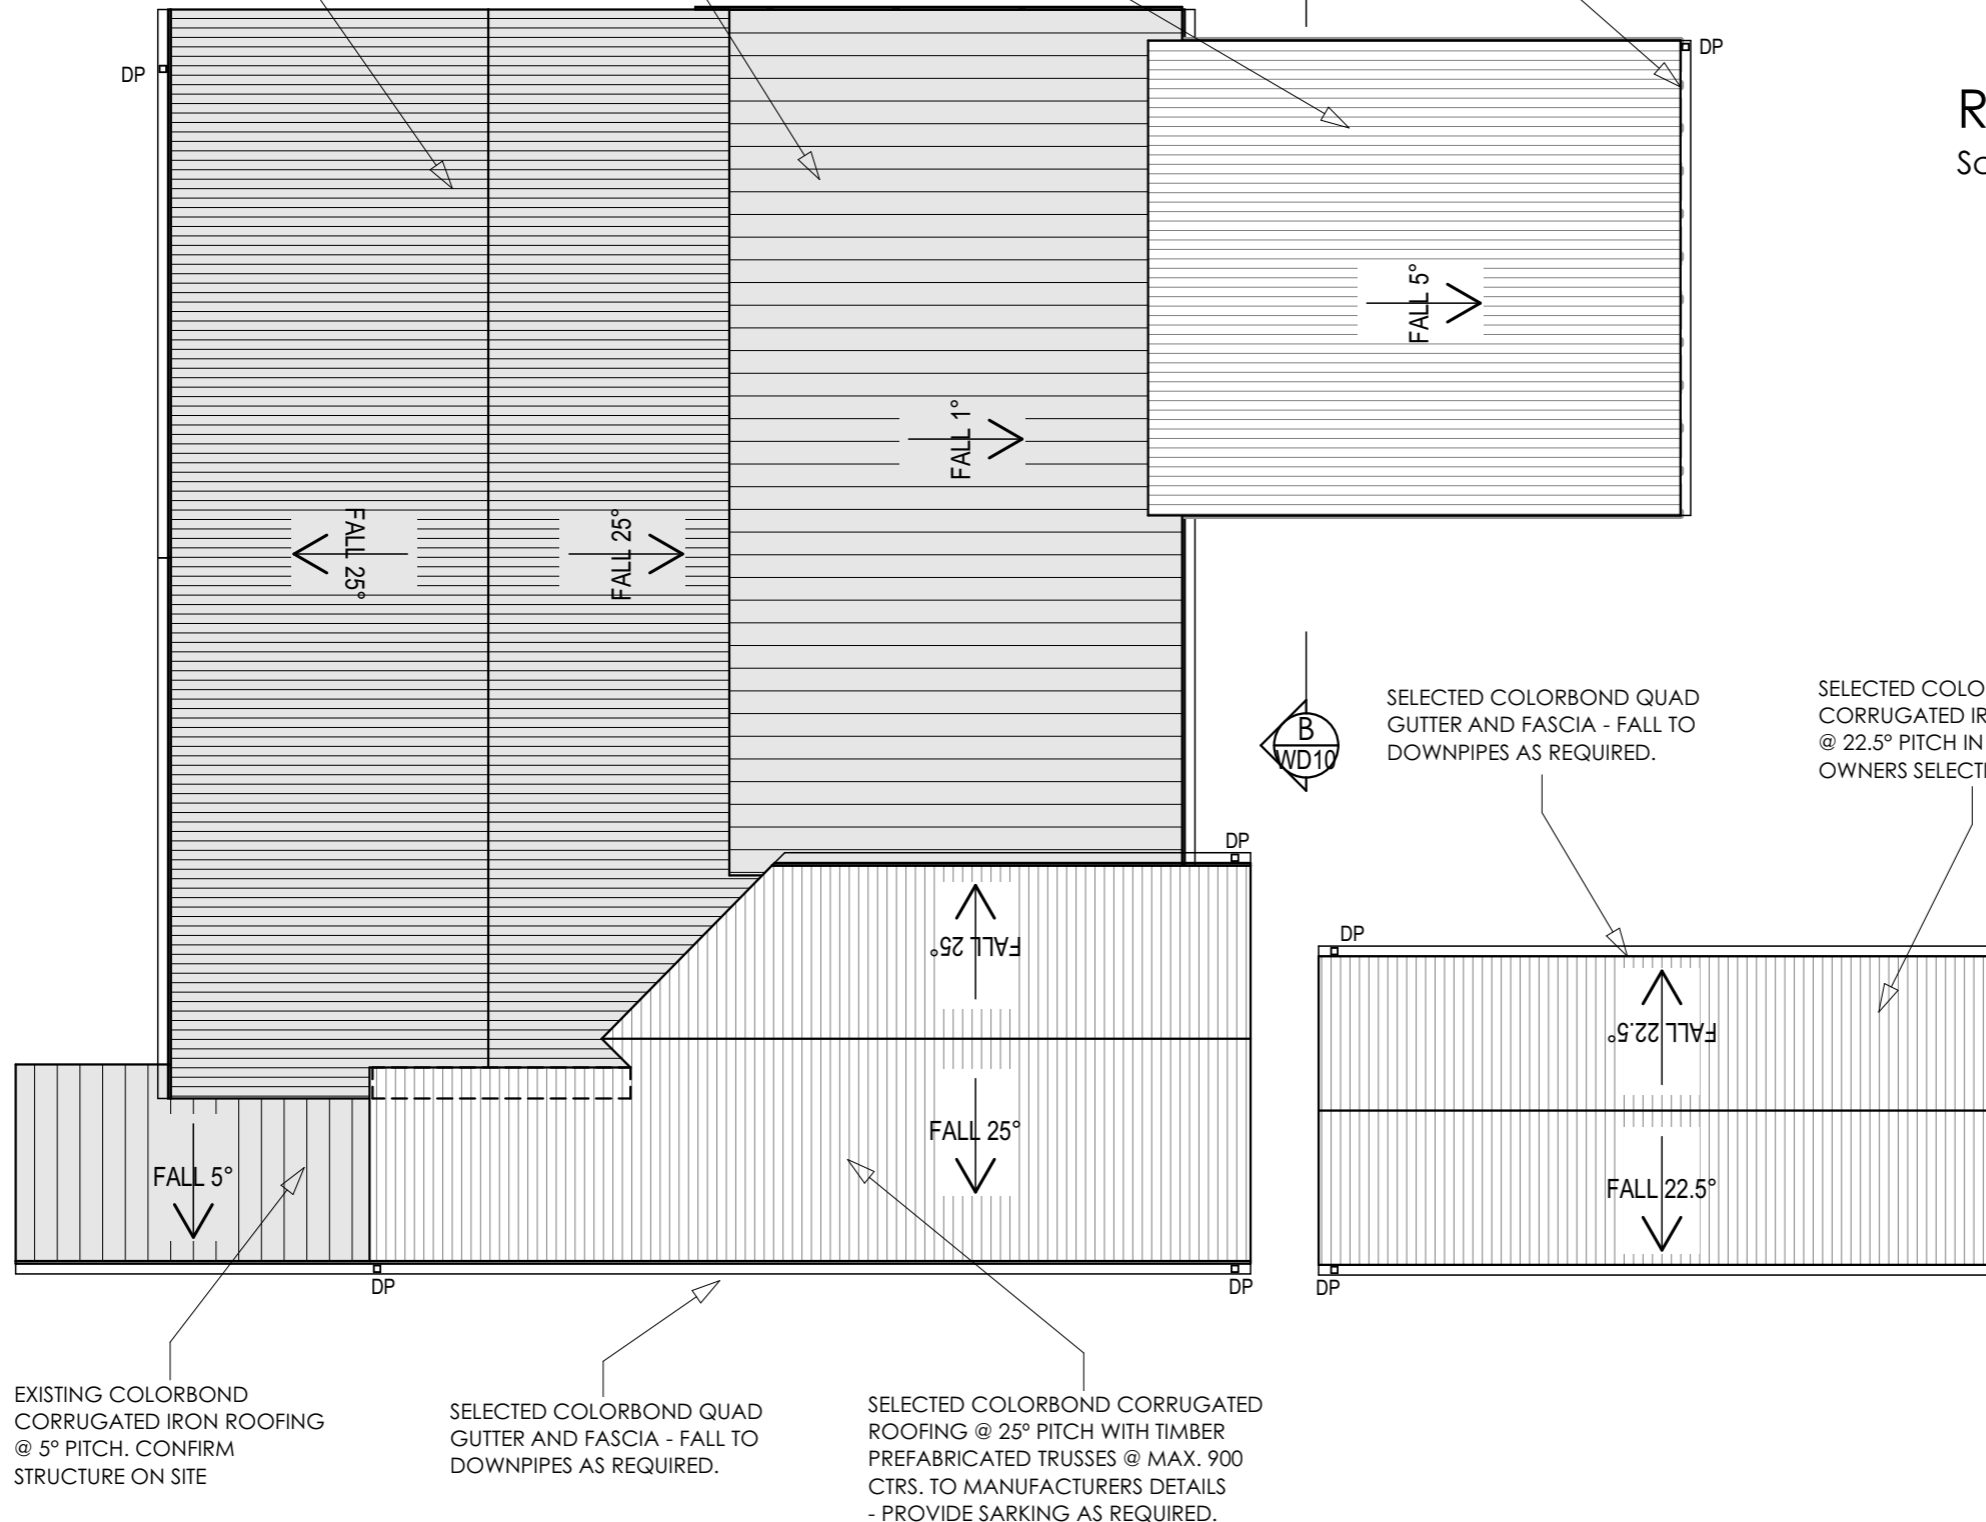 DP
DP
R
Sc
FALL 5°
FALL 1°
FALL 25°
FALL 25°
SELECTED COLORBOND QUAD
GUTTER AND FASCIA - FALL TO
DOWNPIPES AS REQUIRED.
SELECTED COLO
CORRUGATED IR
@ 22.5° PITCH IN
OWNERS SELECTI
B
WD10
DP
DP
FALL 25°
FALL 22.5°
FALL 25°
FALL 5°
FALL 22.5°
DP
DP
DP
EXISTING COLORBOND
CORRUGATED IRON ROOFING
@ 5° PITCH. CONFIRM
STRUCTURE ON SITE
SELECTED COLORBOND QUAD
GUTTER AND FASCIA - FALL TO
DOWNPIPES AS REQUIRED.
SELECTED COLORBOND CORRUGATED
ROOFING @ 25° PITCH WITH TIMBER
PREFABRICATED TRUSSES @ MAX. 900
CTRS. TO MANUFACTURERS DETAILS
- PROVIDE SARKING AS REQUIRED.